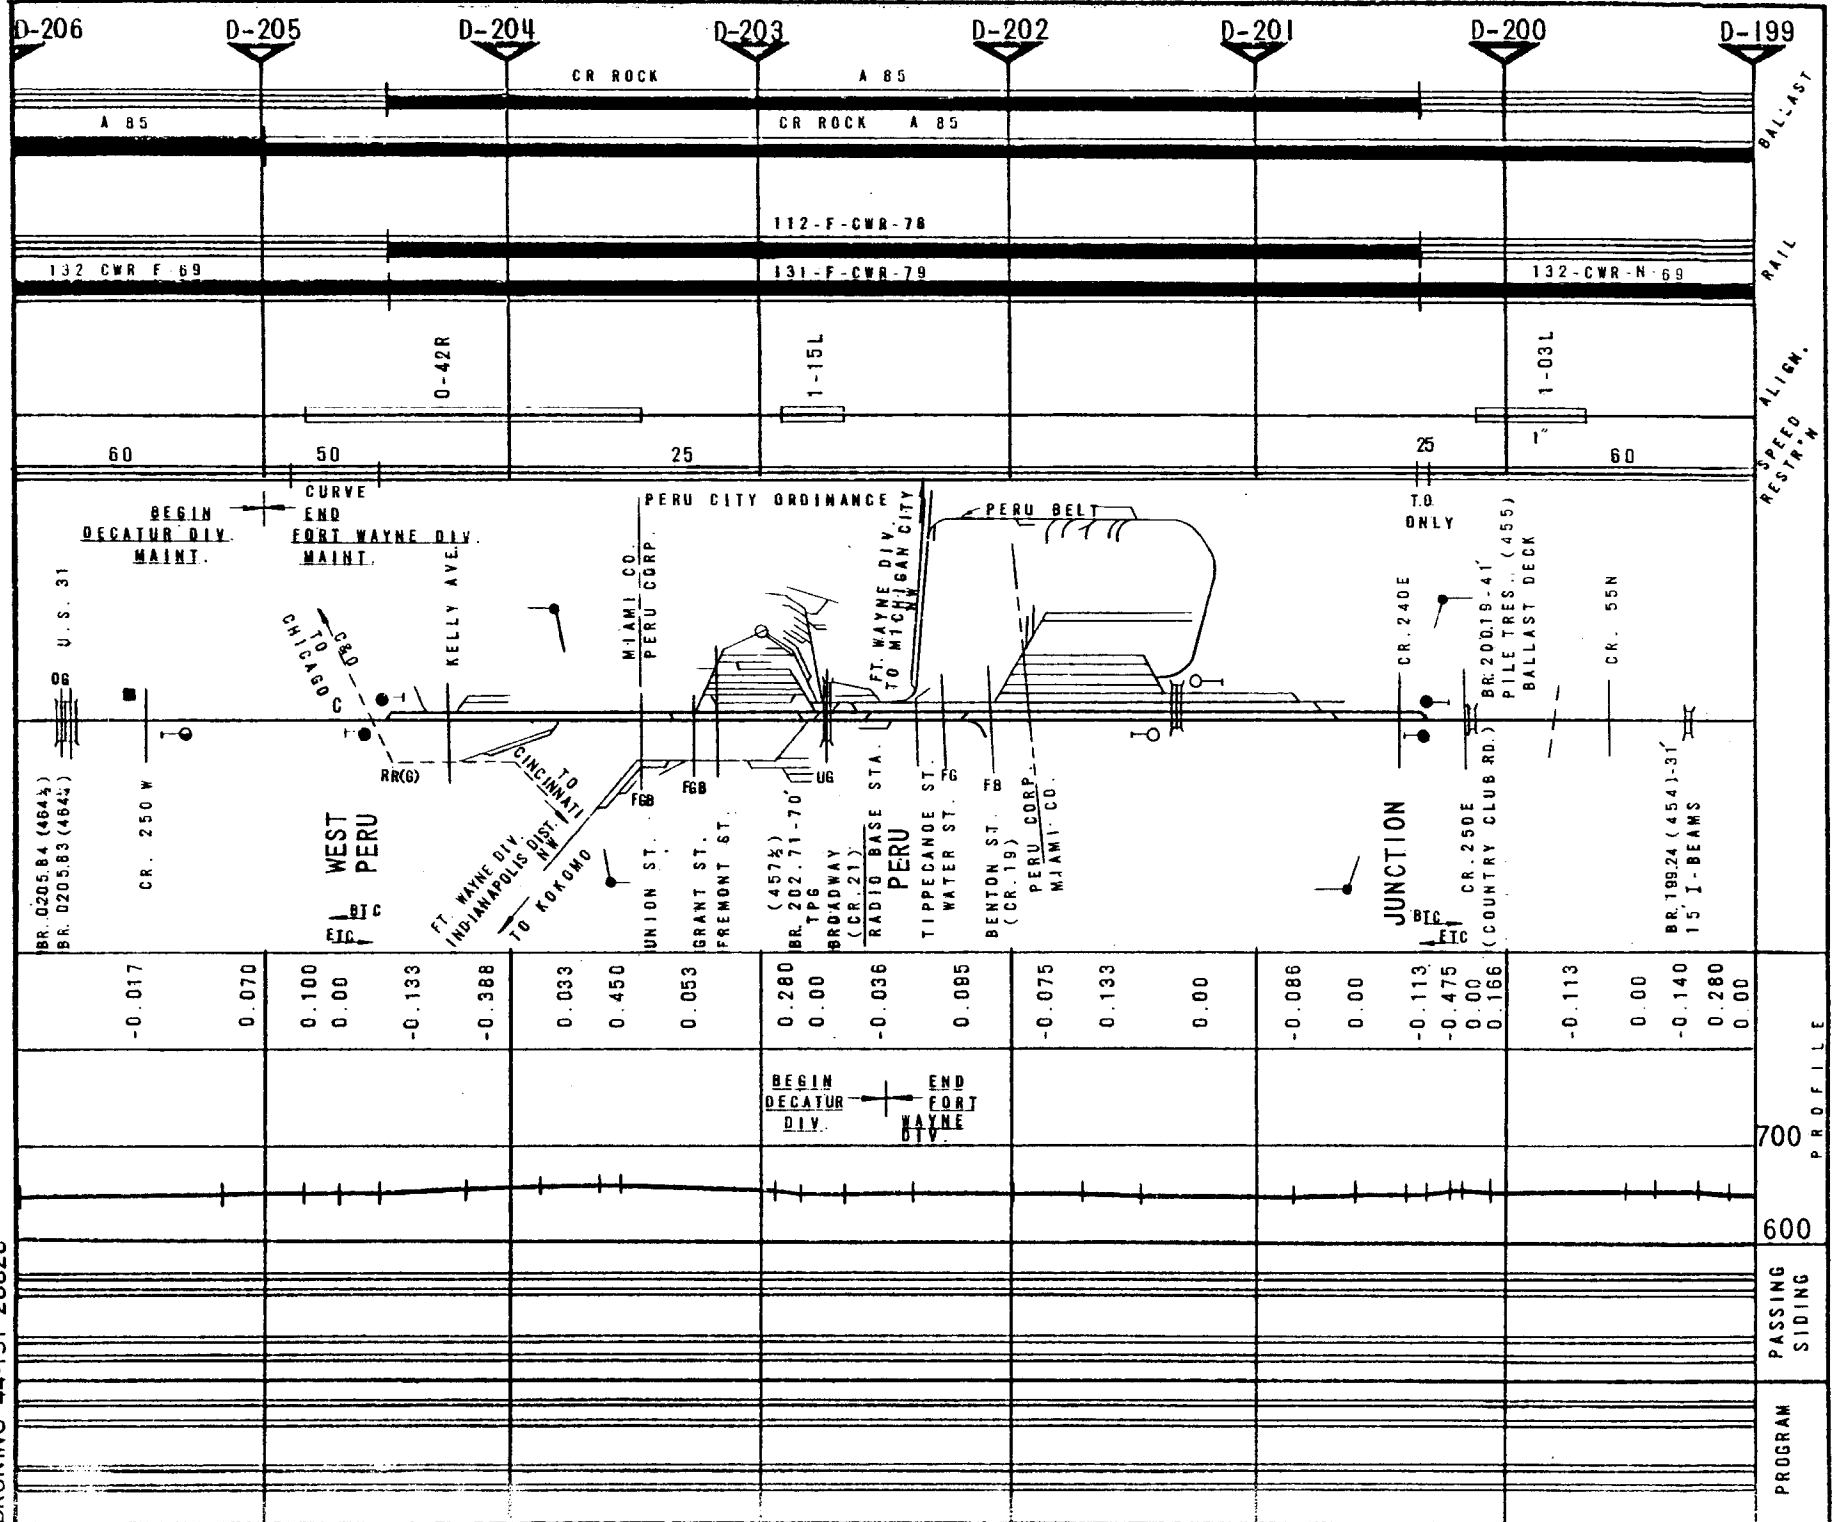 D-206 D-205 D-204 D-203 D-202 D-201 D-200 D-199
CR ROCK A 85
A 85 CR ROCK A 85
BALLAST
112-F-CWR-78
132 CWR F 69 131-F-CWR-79 132-CWR-N-69
RAIL
0-42R
1-15L
1-03L
1"
ALIGN.
60 50 25 25 60
SPEED
RESTR'N
CURVE
PERU CITY ORDINANCE
T.O.
ONLY
BEGIN
DECATUR DIV.
MAINT.
END
FORT WAYNE DIV.
MAINT.
OG
U.S. 31
C&O
TO
CHICAGO
C
KELLY AVE.
MIAMI CO.
PERU CORP.
FT. WAYNE DIV.
TO MICHIGAN CITY
NW
PERU BELT
CR. 240E
BR. 200.19-41'
PILE TRES. (455)
BALLAST DECK
CR. 55N
RR(G)
TO
CINCINNATI
FGB
FGB
UG
FG
FB
BR. D205.84 (464½)
BR. D205.83 (464½)
CR. 250 W
WEST
PERU
BTC
ETC
FT. WAYNE DIV.
INDIANAPOLIS DIST.
NW
TO KOKOMO
UNION ST.
GRANT ST.
FREMONT ST.
(457½)
BR. 202.71-70'
TPG
BROADWAY
(CR.21)
RADIO BASE STA.
PERU
TIPPECANOE ST.
WATER ST.
BENTON ST.
(CR.19)
PERU CORP.
MIAMI CO.
JUNCTION
BTC
ETC
CR.250E
(COUNTRY CLUB RD.)
BR.199.24 (454)-31'
15' I-BEAMS
-0.017 0.070 0.100 0.00 -0.133 -0.388 0.033 0.450 0.053 0.280 0.00 -0.036 0.095 -0.075 0.133 0.00 -0.086 0.00 -0.113 -0.475 0.00 0.166 -0.113 0.00 -0.140 0.280 0.00
BEGIN
DECATUR
DIV.
END
FORT
WAYNE
DIV.
PROFILE
700
600
PASSING
SIDING
PROGRAM